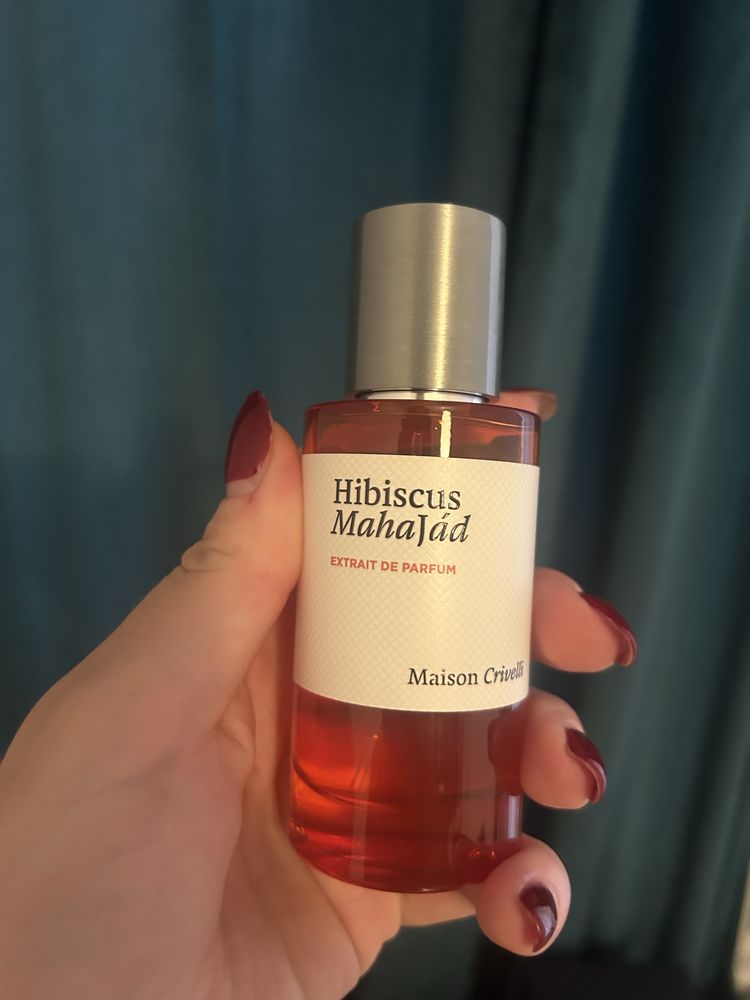 Hibiscus
MahaJád
EXTRAIT DE PARFUM
Maison Crivelli